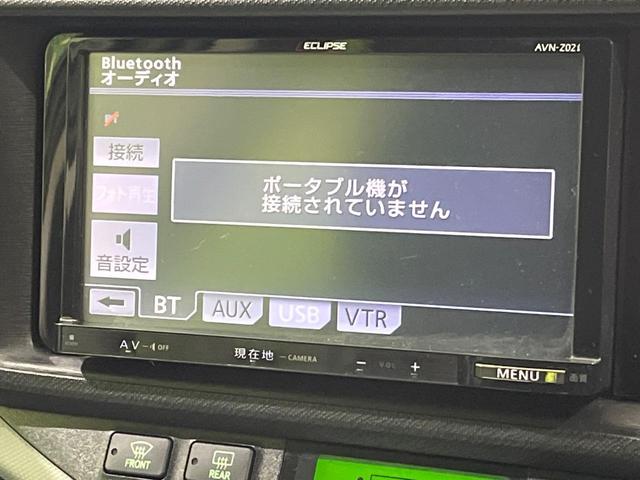 ECLIPSE
AVN-Z02i
Bluetooth
オーディオ
接続
フォト再生
ポータブル機が
接続されていません
音設定
BT
AUX
USB
VTR
AV OFF
現在地 CAMERA
VOL
MENU
画質
FRONT
REAR